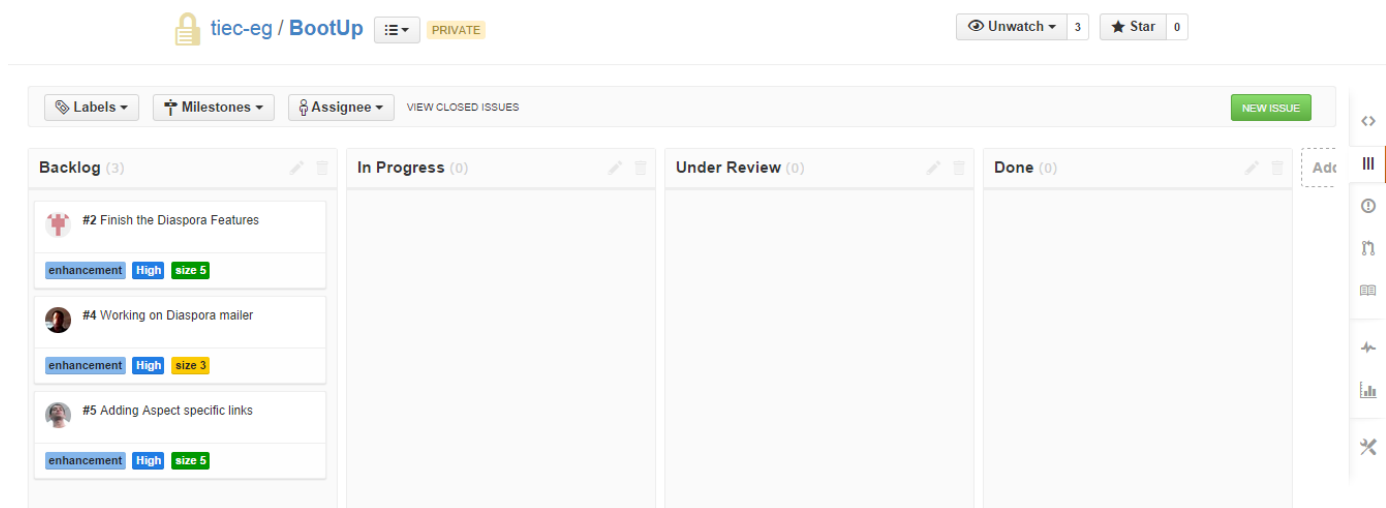 tiec-eg / BootUp PRIVATE Unwatch 3 Star 0
Labels Milestones Assignee VIEW CLOSED ISSUES NEW ISSUE
Backlog (3) In Progress (0) Under Review (0) Done (0) Add
#2 Finish the Diaspora Features
enhancement High size 5
#4 Working on Diaspora mailer
enhancement High size 3
#5 Adding Aspect specific links
enhancement High size 5